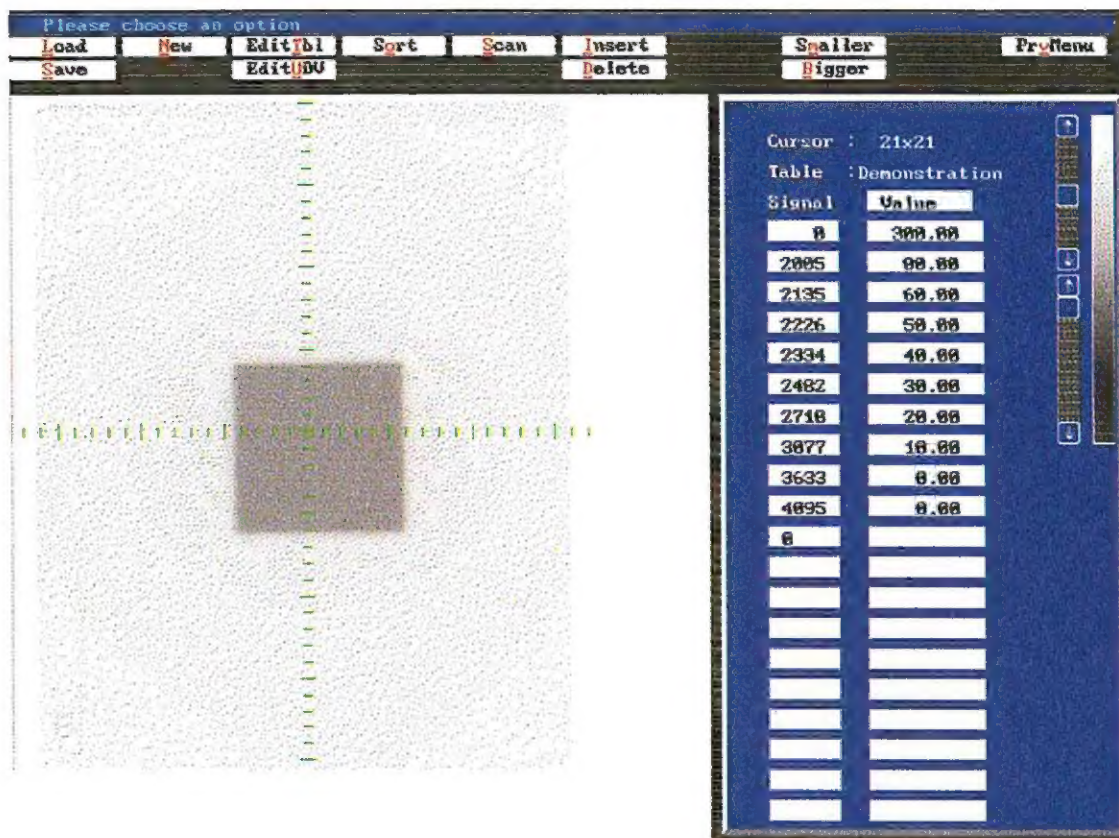 Please choose an option
Load New EditTbl Sort Scan Insert Smaller PrvMenu
Save EditUDV Delete Bigger
Cursor : 21x21
Table :Demonstration
Signal Value
0 300.00
2005 90.00
2135 60.00
2226 50.00
2334 40.00
2482 30.00
2718 20.00
3077 10.00
3633 0.00
4095 0.00
0